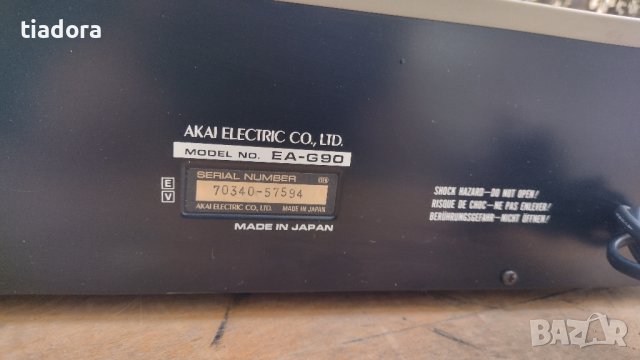 tiadora
AKAI ELECTRIC CO., LTD.
MODEL NO. EA-G90
SERIAL NUMBER
70340-57594
AKAI ELECTRIC CO., LTD. MADE IN JAPAN
E
V
MADE IN JAPAN
SHOCK HAZARD—DO NOT OPEN!
RISQUE DE CHOC—NE PAS ENLEVER!
BERÜHRUNGSGEFAHR—NICHT ÖFFNEN!
BAZAR